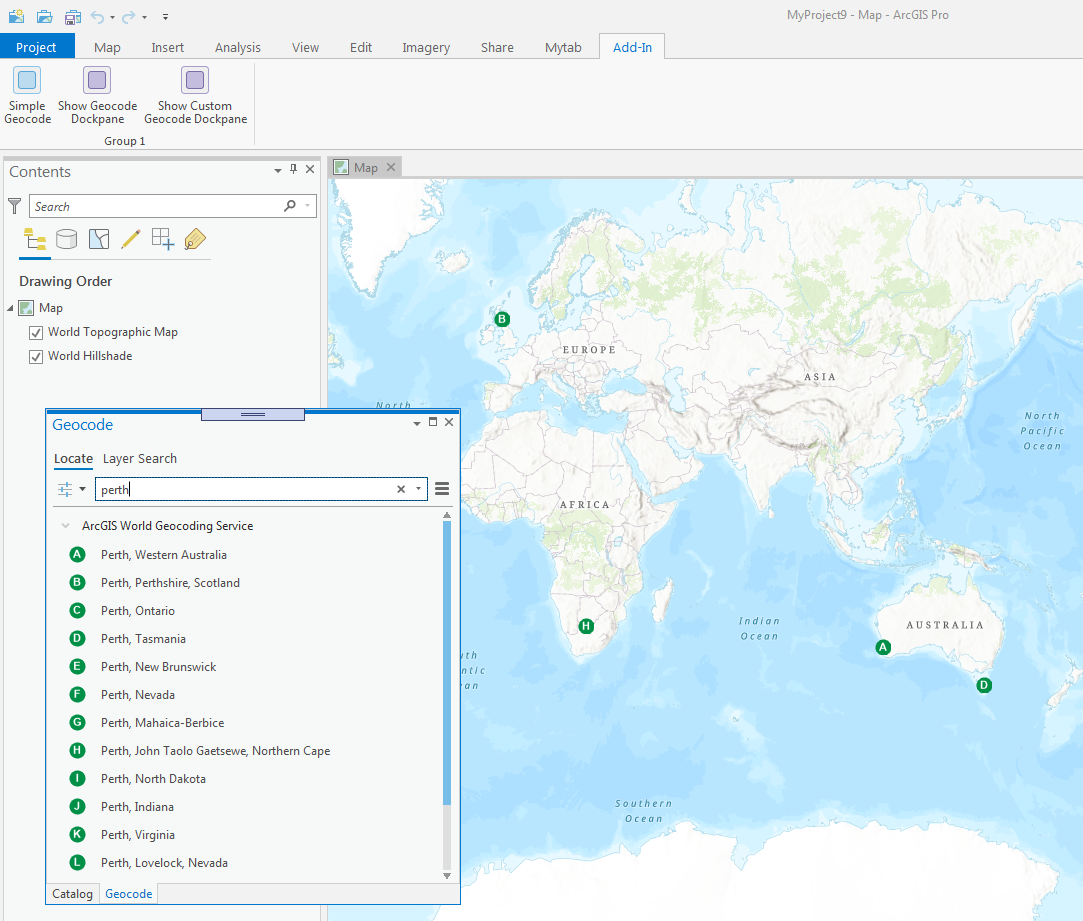 MyProject9 - Map - ArcGIS Pro
Project Map Insert Analysis View Edit Imagery Share Mytab Add-In
Simple Geocode
Show Geocode Dockpane
Show Custom Geocode Dockpane
Group 1
Contents
Search
Drawing Order
Map
World Topographic Map
World Hillshade
Geocode
Locate Layer Search
perth
ArcGIS World Geocoding Service
A Perth, Western Australia
B Perth, Perthshire, Scotland
C Perth, Ontario
D Perth, Tasmania
E Perth, New Brunswick
F Perth, Nevada
G Perth, Mahaica-Berbice
H Perth, John Taolo Gaetsewe, Northern Cape
I Perth, North Dakota
J Perth, Indiana
K Perth, Virginia
L Perth, Lovelock, Nevada
Catalog Geocode
Map
B
EUROPE
ASIA
North
North
Pacific
Ocean
AFRICA
Indian
Ocean
H
AUSTRALIA
A
D
Southern
Ocean